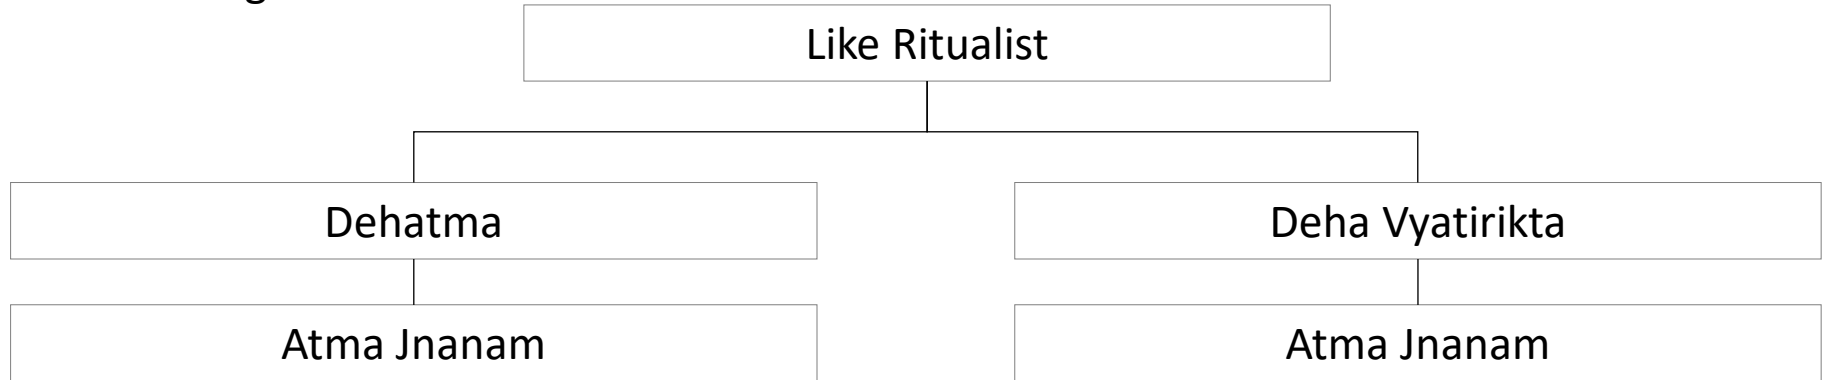 Like Ritualist
Dehatma
Deha Vyatirikta
Atma Jnanam
Atma Jnanam